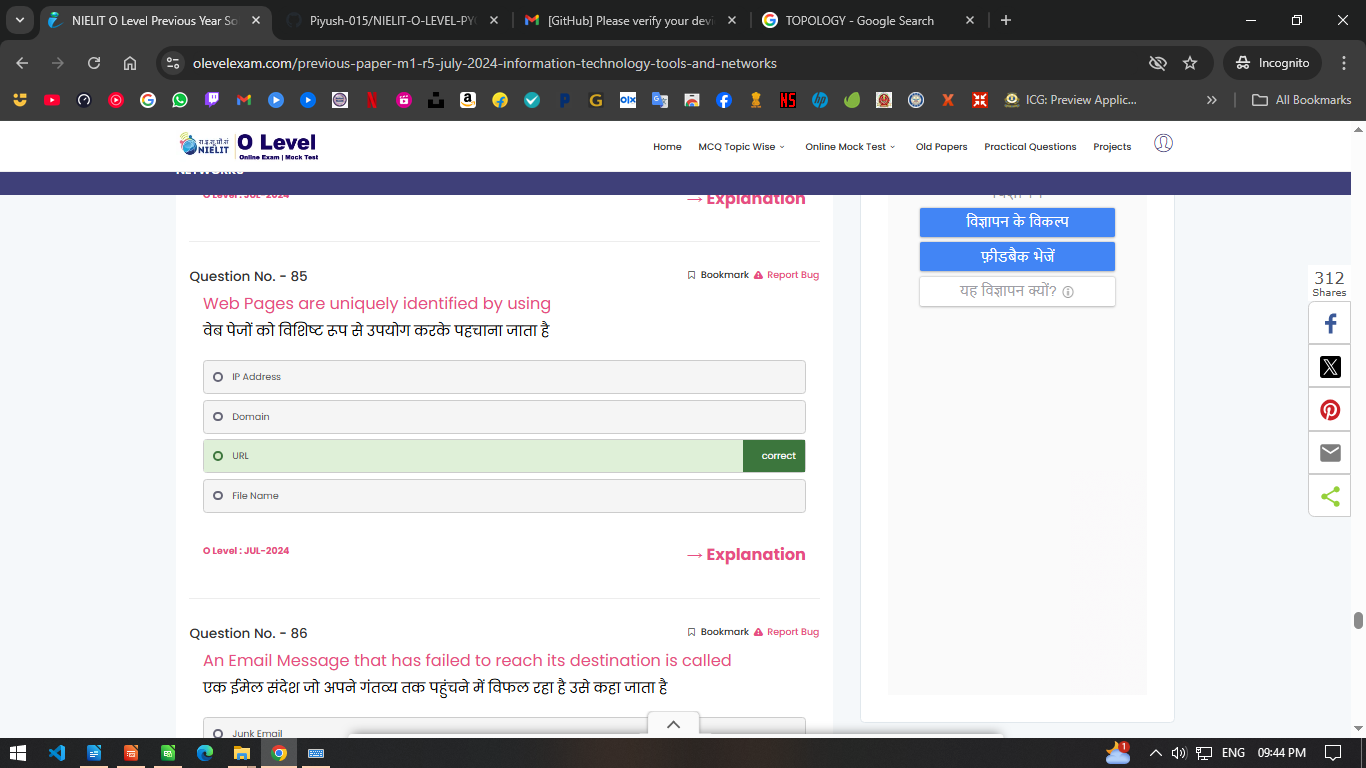 NIELIT O Level Previous Year So
Piyush-015/NIELIT-O-LEVEL-PY
[GitHub] Please verify your devi
TOPOLOGY - Google Search
olevelexam.com/previous-paper-m1-r5-july-2024-information-technology-tools-and-networks
Incognito
ICG: Preview Applic...
All Bookmarks
रा.इ.सू.प्रौ.सं
NIELIT
O Level
Online Exam | Mock Test
Home
MCQ Topic Wise
Online Mock Test
Old Papers
Practical Questions
Projects
NETWORKS
O Level : JUL-2024
→ Explanation
विज्ञापन के विकल्प
फ़ीडबैक भेजें
यह विज्ञापन क्यों?
Question No. - 85
Bookmark
Report Bug
Web Pages are uniquely identified by using
वेब पेजों को विशिष्ट रूप से उपयोग करके पहचाना जाता है
IP Address
Domain
URL
correct
File Name
O Level : JUL-2024
→ Explanation
312
Shares
Question No. - 86
Bookmark
Report Bug
An Email Message that has failed to reach its destination is called
एक ईमेल संदेश जो अपने गंतव्य तक पहुंचने में विफल रहा है उसे कहा जाता है
Junk Email
1
ENG
09:44 PM